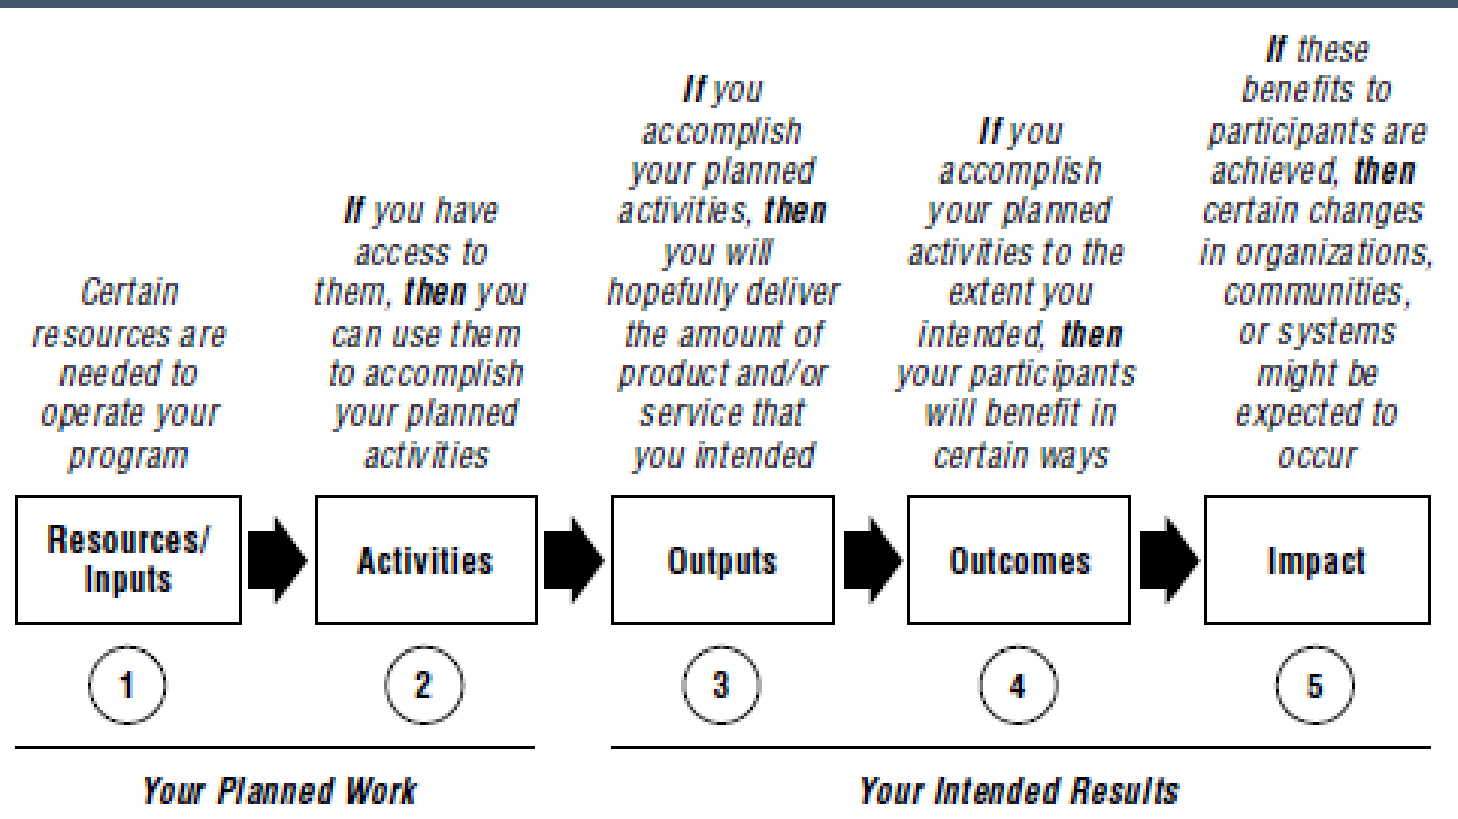 Certain
resources are
needed to
operate your
program
If you have
access to
them, then you
can use them
to accomplish
your planned
activities
If you
accomplish
your planned
activities, then
you will
hopefully deliver
the amount of
product and/or
service that
you intended
If you
accomplish
your planned
activities to the
extent you
intended, then
your participants
will benefit in
certain ways
If these
benefits to
participants are
achieved, then
certain changes
in organizations,
communities,
or systems
might be
expected to
occur
Resources/
Inputs
Activities
Outputs
Outcomes
Impact
1
2
3
4
5
Your Planned Work
Your Intended Results